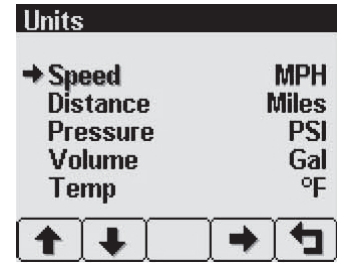 Units
Speed MPH
Distance Miles
Pressure PSI
Volume Gal
Temp °F